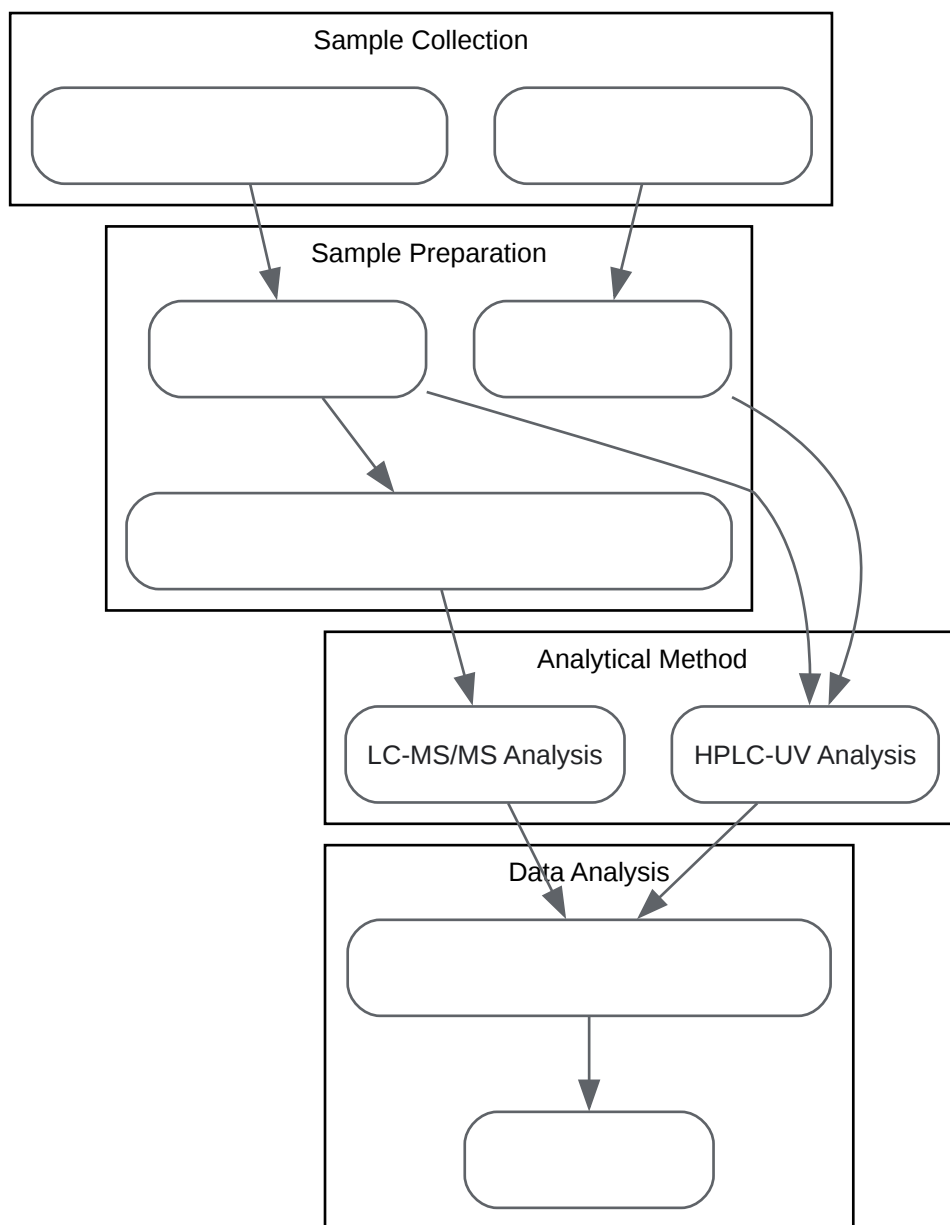 Sample Collection
Sample Preparation
Analytical Method
LC-MS/MS Analysis
HPLC-UV Analysis
Data Analysis